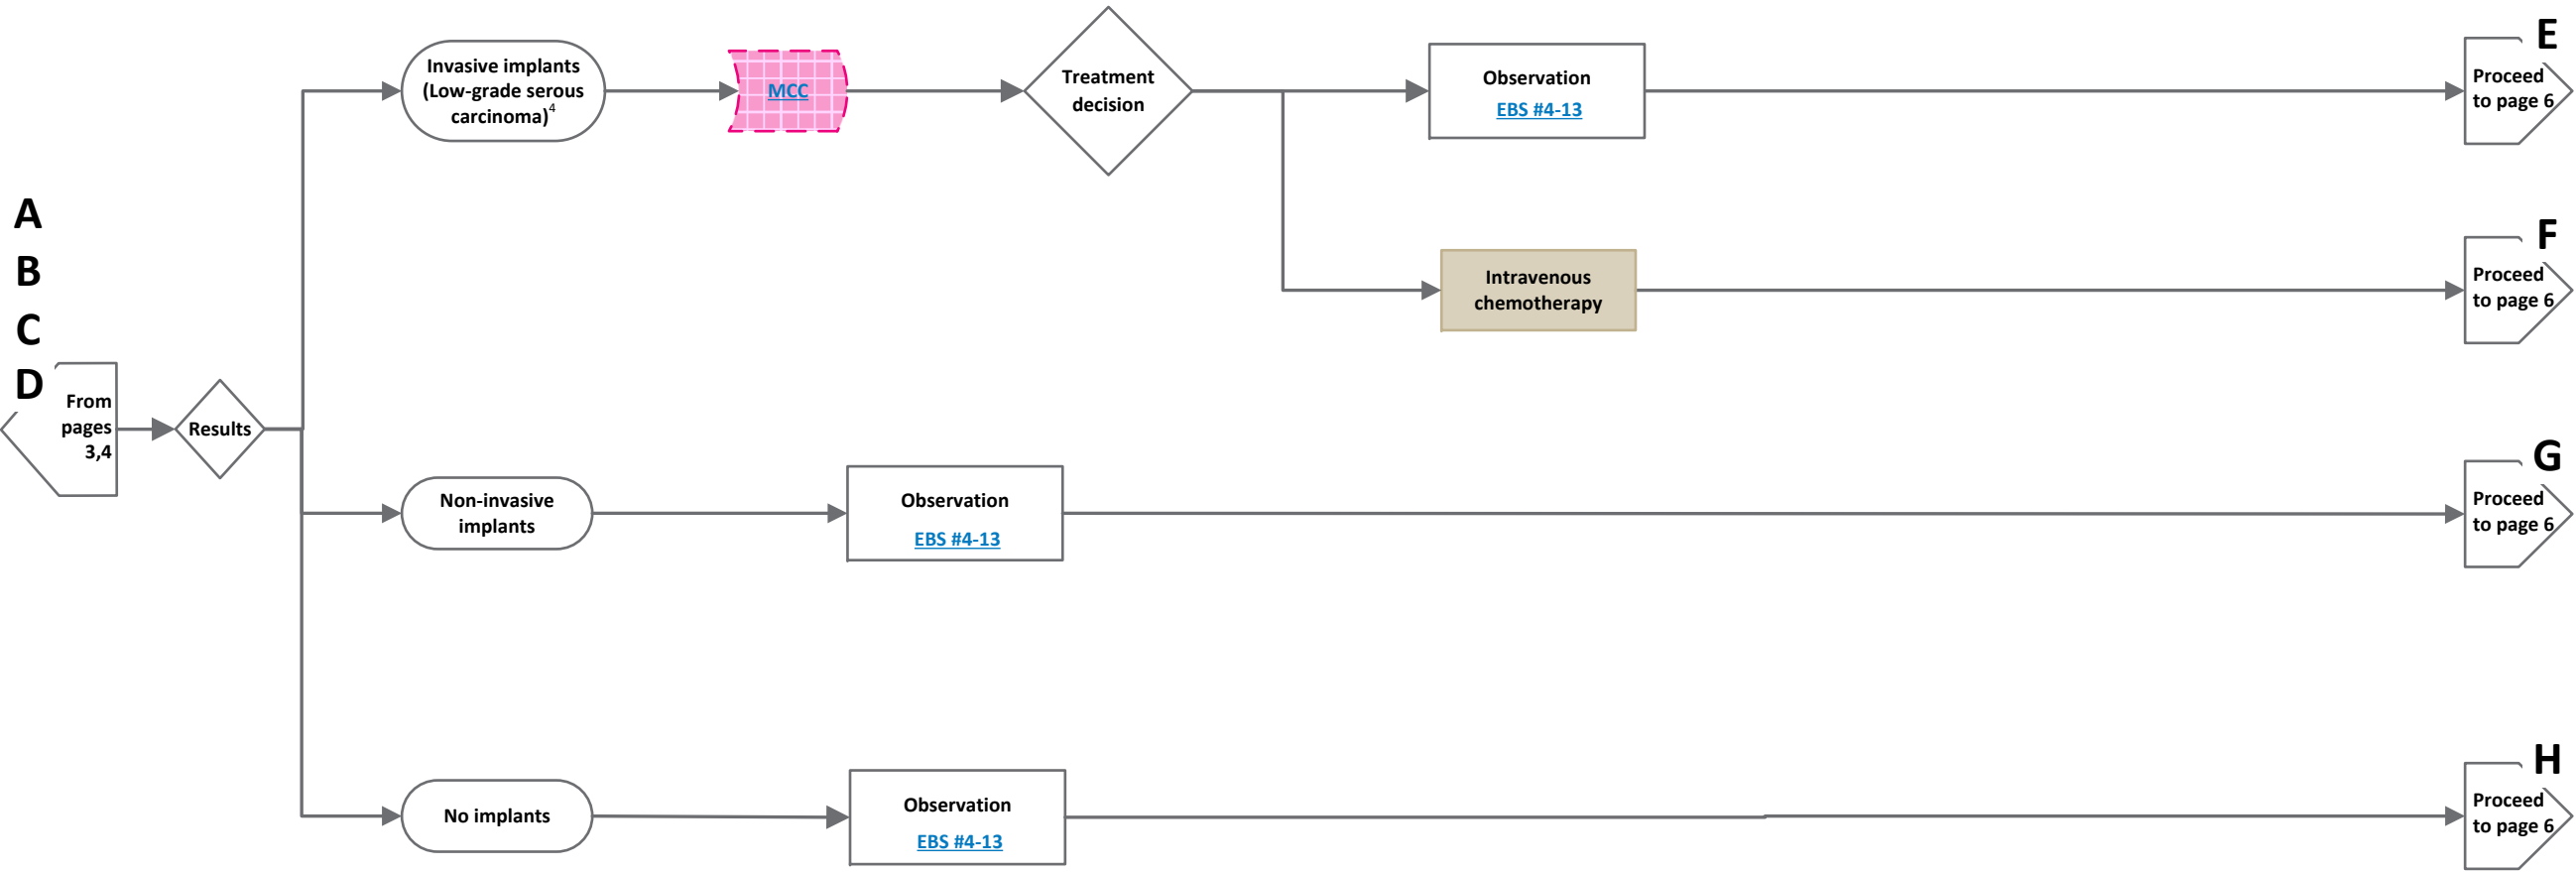 A
B
C
D
From
pages
3,4
Results
Invasive implants
(Low-grade serous
carcinoma)4
MCC
Treatment
decision
Observation
EBS #4-13
E
Proceed
to page 6
Intravenous
chemotherapy
F
Proceed
to page 6
Non-invasive
implants
Observation
EBS #4-13
G
Proceed
to page 6
No implants
Observation
EBS #4-13
H
Proceed
to page 6